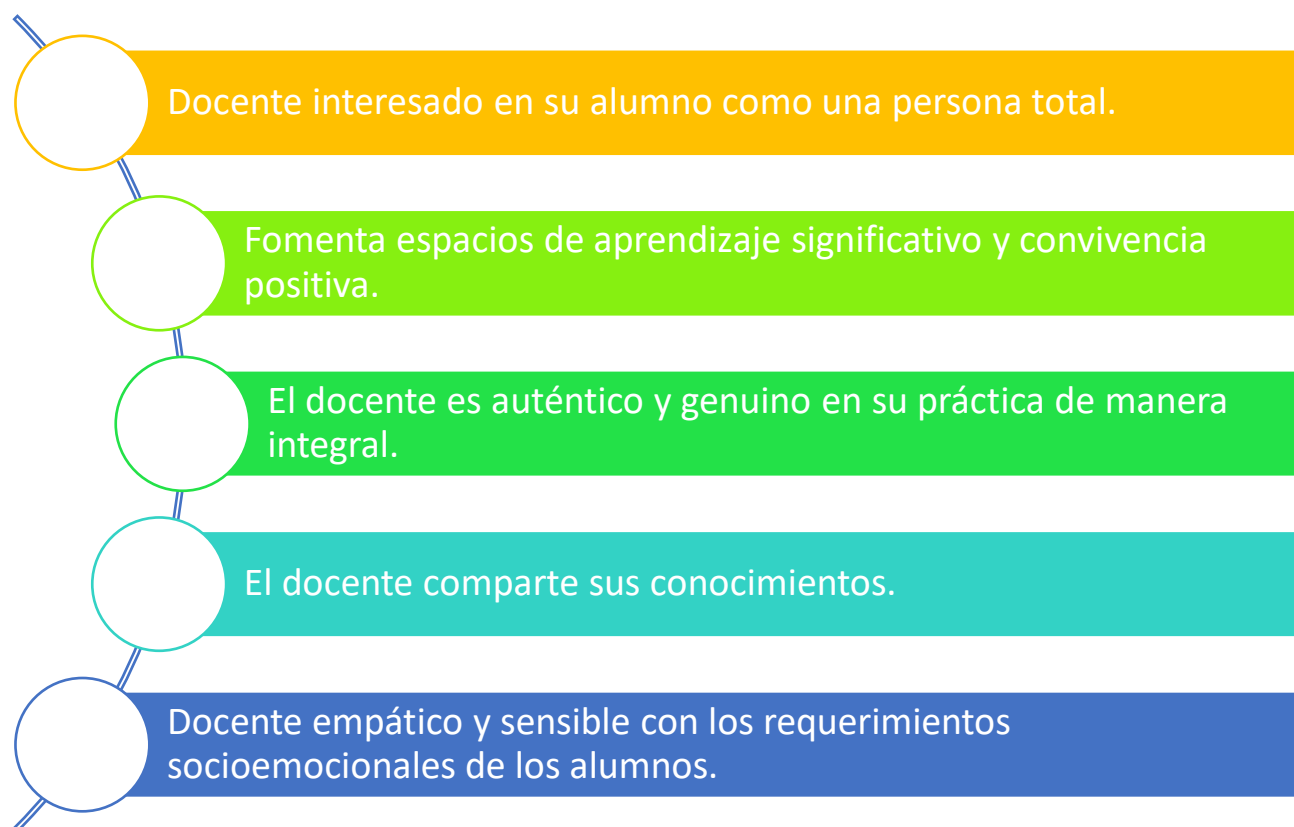 Docente interesado en su alumno como una persona total.
Fomenta espacios de aprendizaje significativo y convivencia
positiva.
El docente es auténtico y genuino en su práctica de manera
integral.
El docente comparte sus conocimientos.
Docente empático y sensible con los requerimientos
socioemocionales de los alumnos.